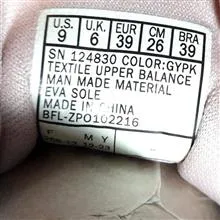 U.S U.K EUR CM BRA
9 6 39 26 39
SN 124830 COLOR:GYPK
TEXTILE UPPER BALANCE
MAN MADE MATERIAL
EVA SOLE
MADE IN CHINA
BFL-ZPO102216
F M Y